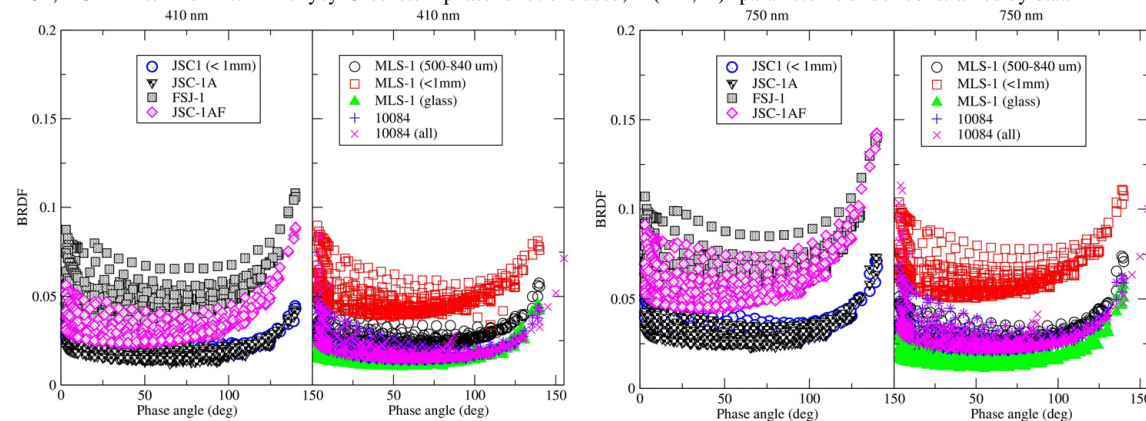 410 nm 410 nm 750 nm 750 nm
0.2
0.15
0.1
0.05
0
BRDF
JSC1 (< 1mm)
JSC-1A
FSJ-1
JSC-1AF
MLS-1 (500-840 um)
MLS-1 (<1mm)
MLS-1 (glass)
10084
10084 (all)
0 50 100 150 50 100 150
Phase angle (deg) Phase angle (deg)
0.2
0.15
0.1
0.05
0
BRDF
JSC1 (< 1mm)
JSC-1A
FSJ-1
JSC-1AF
MLS-1 (500-840 um)
MLS-1 (<1mm)
MLS-1 (glass)
10084
10084 (all)
0 50 100 150 50 100 150
Phase angle (deg) Phase angle (deg)